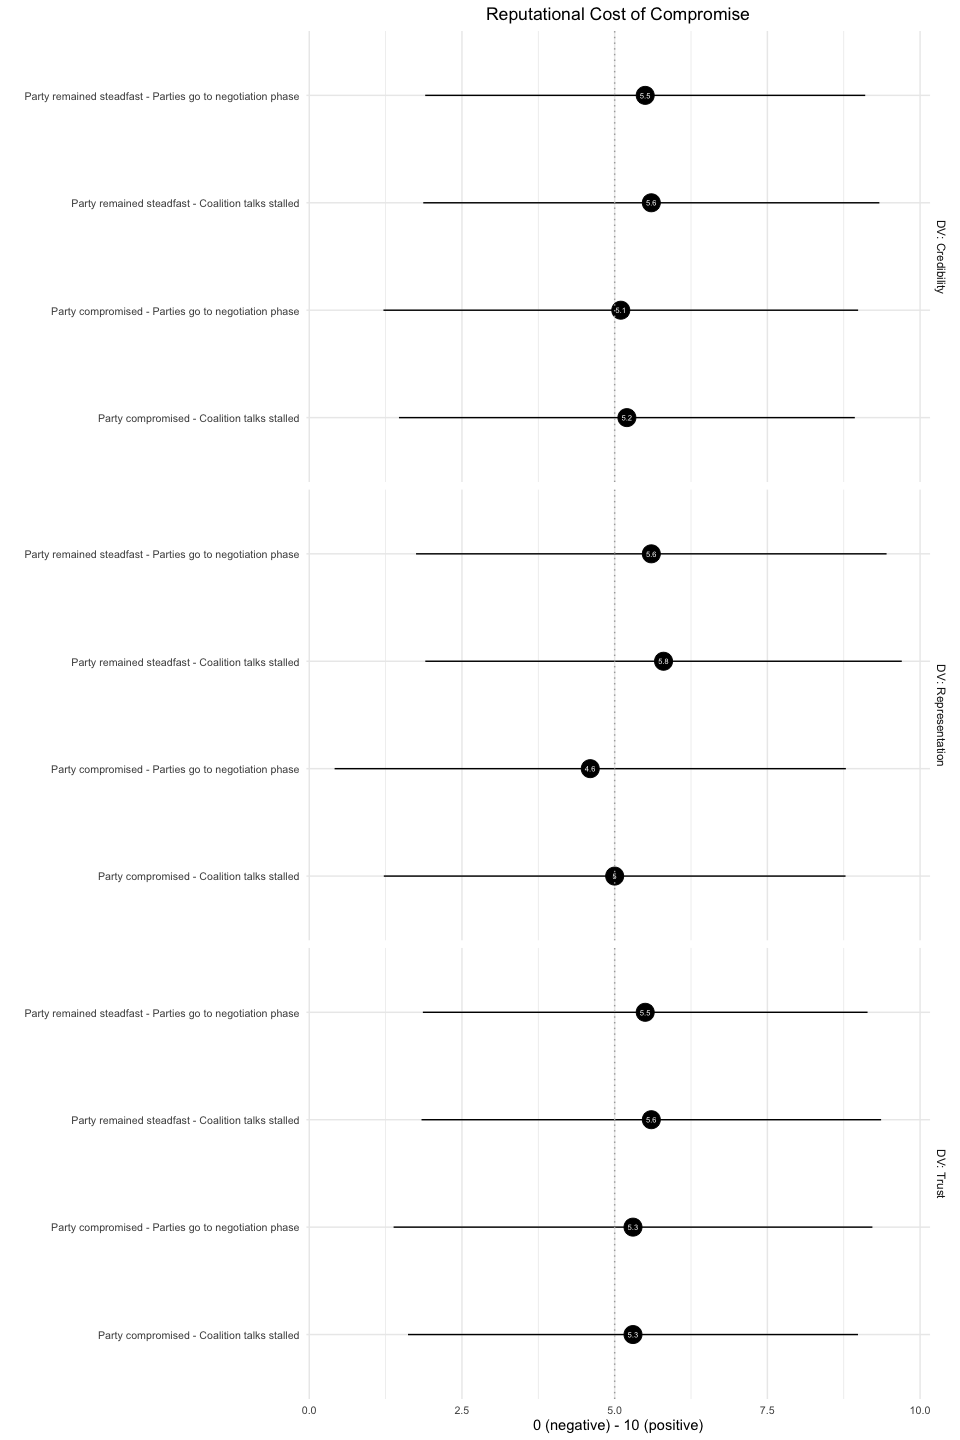 Reputational Cost of Compromise
Party remained steadfast - Parties go to negotiation phase
5.5
Party remained steadfast - Coalition talks stalled
5.6
Party compromised - Parties go to negotiation phase
5.1
Party compromised - Coalition talks stalled
5.2
DV: Credibility
Party remained steadfast - Parties go to negotiation phase
5.6
Party remained steadfast - Coalition talks stalled
5.8
Party compromised - Parties go to negotiation phase
4.6
Party compromised - Coalition talks stalled
5
DV: Representation
Party remained steadfast - Parties go to negotiation phase
5.5
Party remained steadfast - Coalition talks stalled
5.6
Party compromised - Parties go to negotiation phase
5.3
Party compromised - Coalition talks stalled
5.3
DV: Trust
0.0 2.5 5.0 7.5 10.0
0 (negative) - 10 (positive)